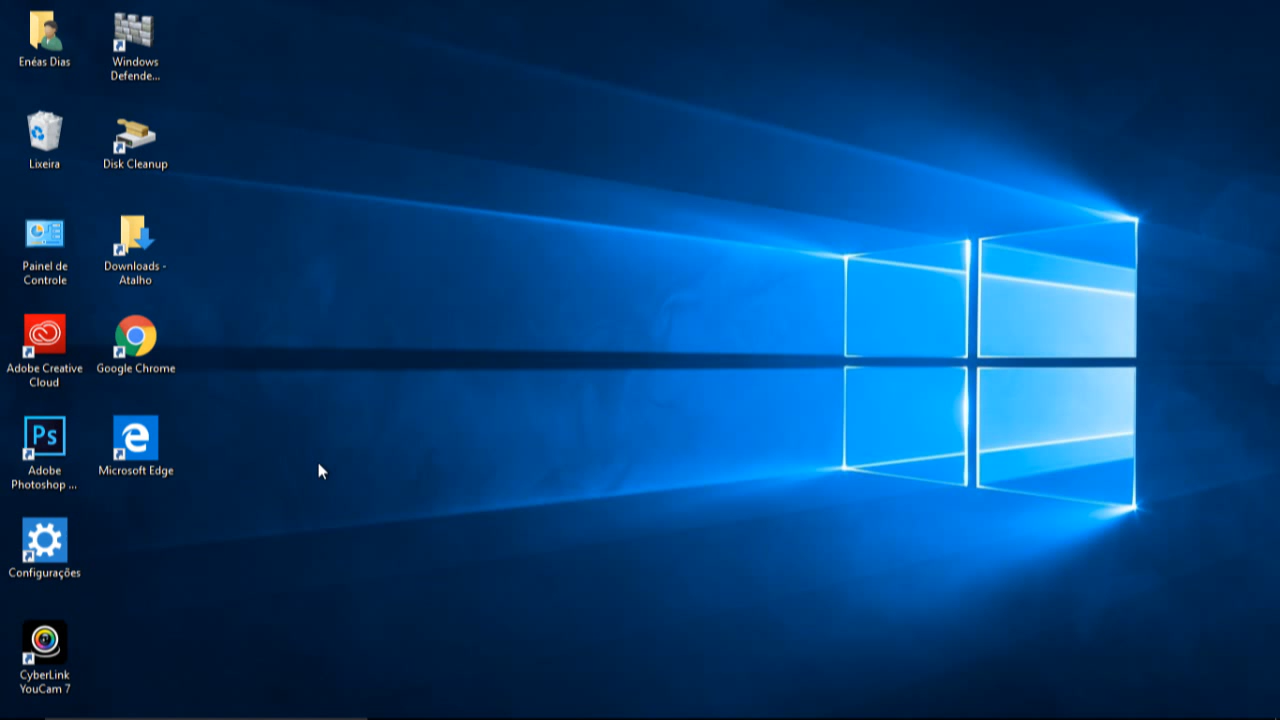 Enéas Dias
Windows
Defende...
Lixeira
Disk Cleanup
Painel de
Controle
Downloads -
Atalho
Adobe Creative
Cloud
Google Chrome
Ps
Adobe
Photoshop ...
Microsoft Edge
Configurações
CyberLink
YouCam 7